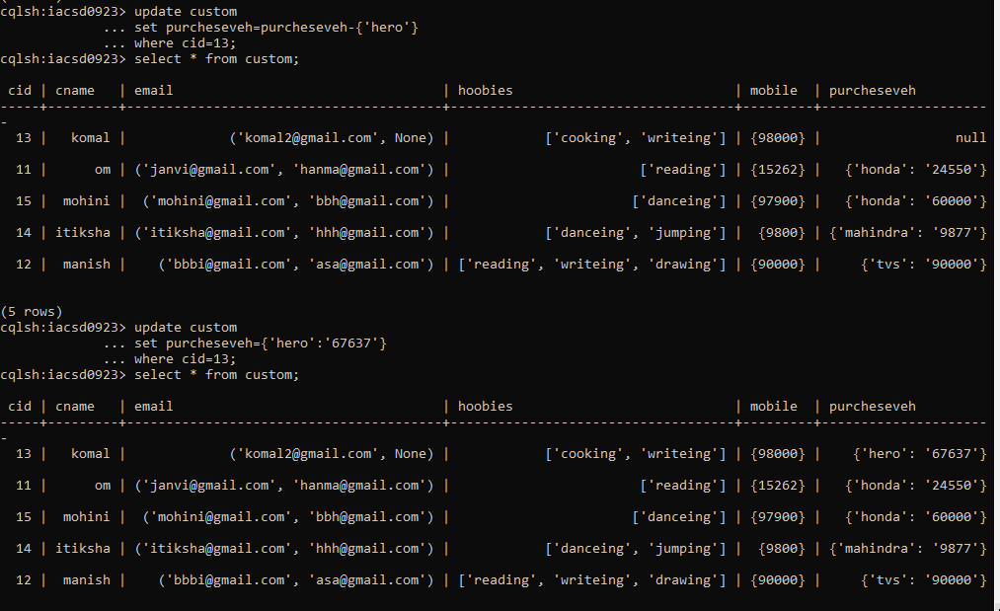 cqlsh:iacsd0923> update custom
             ... set purcheseveh=purcheseveh-{'hero'}
             ... where cid=13;
cqlsh:iacsd0923> select * from custom;

 cid | cname   | email                                  | hoobies                            | mobile  | purcheseveh
-----+---------+----------------------------------------+------------------------------------+---------+---------------------
-
  13 |   komal |             ('komal2@gmail.com', None) |            ['cooking', 'writeing'] | {98000} |                 null
  11 |      om | ('janvi@gmail.com', 'hanma@gmail.com') |                        ['reading'] | {15262} |   {'honda': '24550'}
  15 |  mohini |  ('mohini@gmail.com', 'bbh@gmail.com') |                       ['danceing'] | {97900} |   {'honda': '60000'}
  14 | itiksha | ('itiksha@gmail.com', 'hhh@gmail.com') |            ['danceing', 'jumping'] |  {9800} | {'mahindra': '9877'}
  12 |  manish |    ('bbbi@gmail.com', 'asa@gmail.com') | ['reading', 'writeing', 'drawing'] | {90000} |     {'tvs': '90000'}

(5 rows)
cqlsh:iacsd0923> update custom
             ... set purcheseveh={'hero':'67637'}
             ... where cid=13;
cqlsh:iacsd0923> select * from custom;

 cid | cname   | email                                  | hoobies                            | mobile  | purcheseveh
-----+---------+----------------------------------------+------------------------------------+---------+---------------------
-
  13 |   komal |             ('komal2@gmail.com', None) |            ['cooking', 'writeing'] | {98000} |    {'hero': '67637'}
  11 |      om | ('janvi@gmail.com', 'hanma@gmail.com') |                        ['reading'] | {15262} |   {'honda': '24550'}
  15 |  mohini |  ('mohini@gmail.com', 'bbh@gmail.com') |                       ['danceing'] | {97900} |   {'honda': '60000'}
  14 | itiksha | ('itiksha@gmail.com', 'hhh@gmail.com') |            ['danceing', 'jumping'] |  {9800} | {'mahindra': '9877'}
  12 |  manish |    ('bbbi@gmail.com', 'asa@gmail.com') | ['reading', 'writeing', 'drawing'] | {90000} |     {'tvs': '90000'}